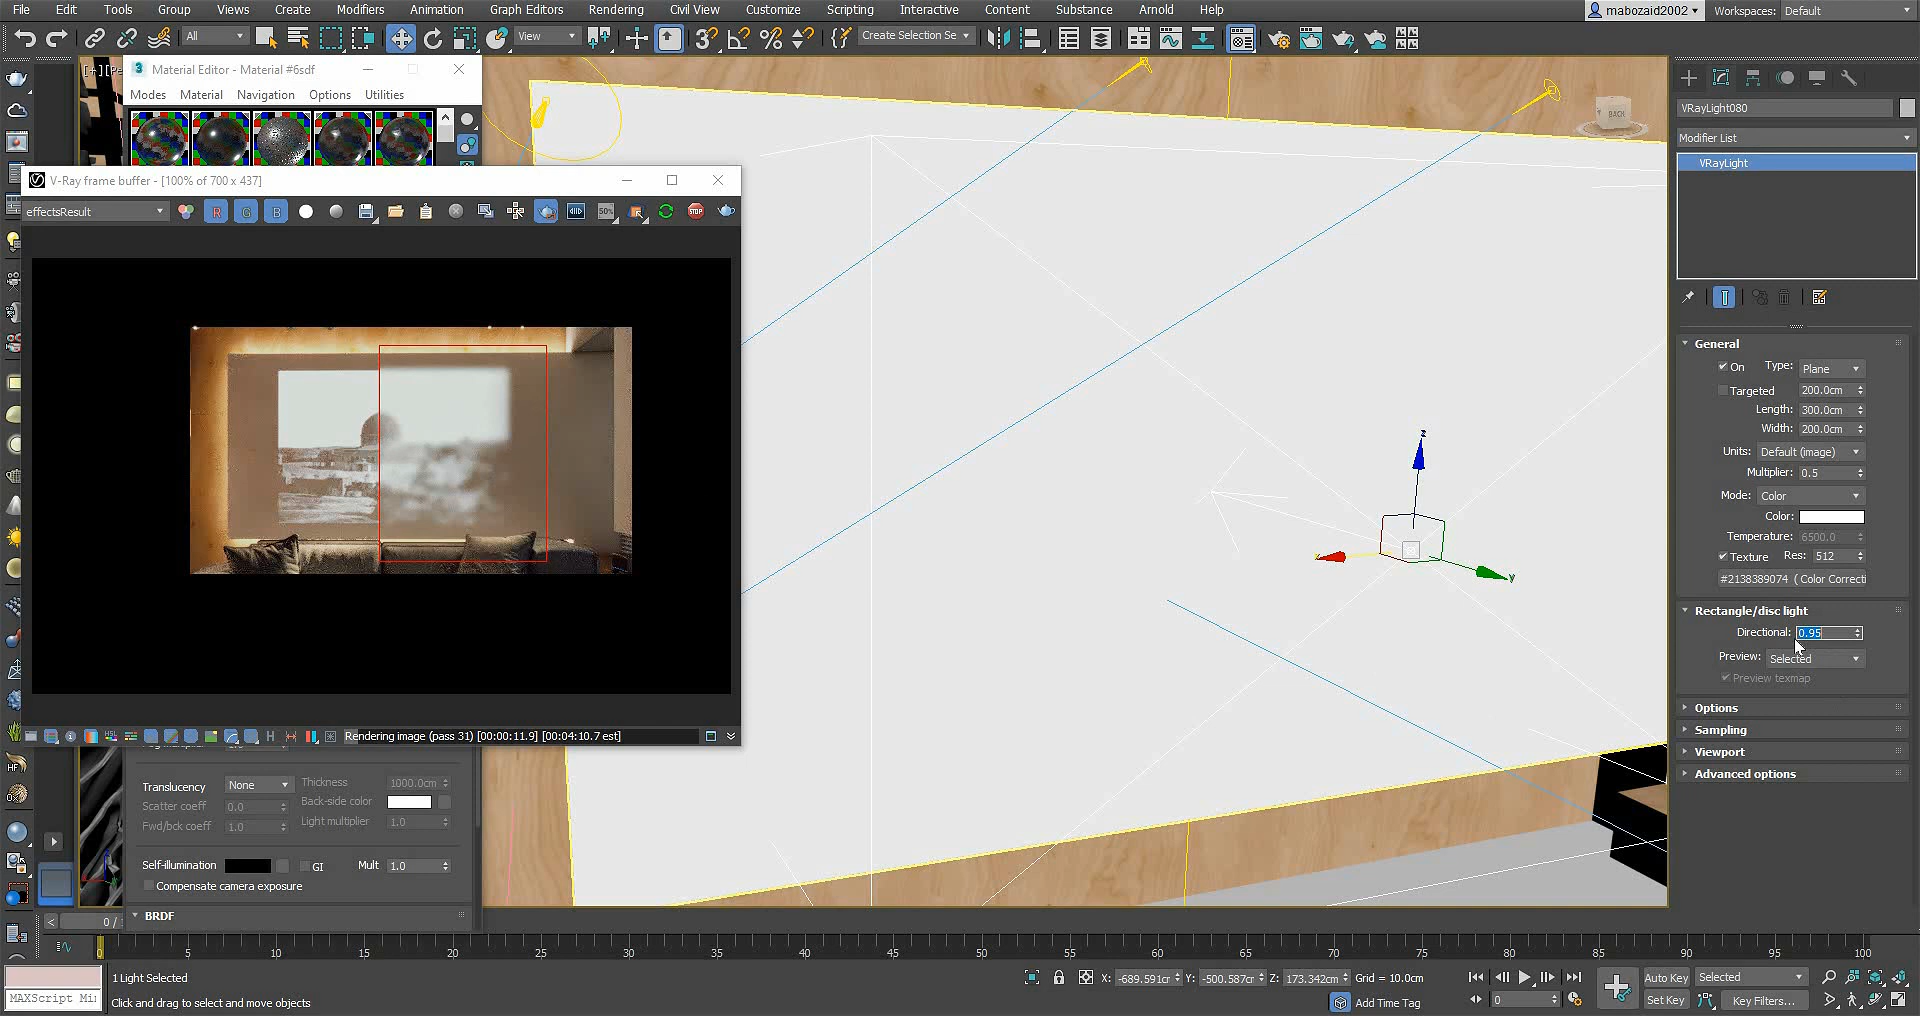 File Edit Tools Group Views Create Modifiers Animation Graph Editors Rendering Civil View Customize Scripting Interactive Content Substance Arnold Help
mabozaid2002 Workspaces: Default
All View Create Selection Se
Material Editor - Material #6sdf
Modes Material Navigation Options Utilities
V-Ray frame buffer - [100% of 700 x 437]
effectsResult R G B 50% STOP
Rendering image (pass 31) [00:00:11.9] [00:04:10.7 est]
Translucency None Thickness 1000.0cm
Scatter coeff 0.0 Back-side color
Fwd/bck coeff 1.0 Light multiplier 1.0
Self-illumination GI Mult 1.0
Compensate camera exposure
BRDF
BACK
z
x
y
VRayLight080
Modifier List
VRayLight
General
On Type: Plane
Targeted 200.0cm
Length: 300.0cm
Width: 200.0cm
Units: Default (image)
Multiplier: 0.5
Mode: Color
Color:
Temperature: 6500.0
Texture Res: 512
#2138389074 ( Color Correcti
Rectangle/disc light
Directional: 0.95
Preview: Selected
Preview texmap
Options
Sampling
Viewport
Advanced options
0 /
0 5 10 15 20 25 30 35 40 45 50 55 60 65 70 75 80 85 90 95 100
1 Light Selected
X: -689.591cr Y: -500.587cr Z: 173.342cm Grid = 10.0cm
Auto Key Selected
MAXScript Mi
Click and drag to select and move objects
Add Time Tag
0
Set Key Key Filters...